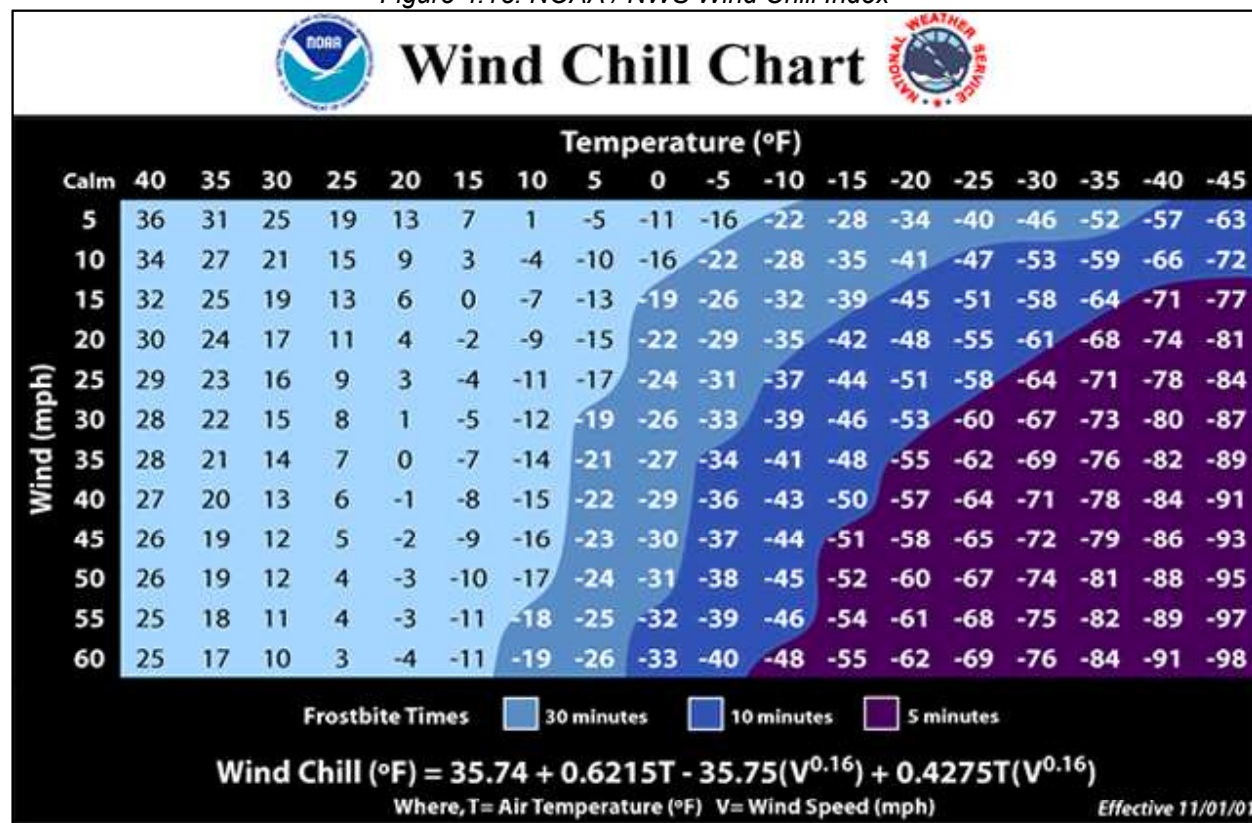 Figure 4.18. NOAA / NWS Wind Chill Index
NOAA
NATIONAL WEATHER SERVICE
Wind Chill Chart
Temperature (ºF)
Calm 40 35 30 25 20 15 10 5 0 -5 -10 -15 -20 -25 -30 -35 -40 -45
Wind (mph)
5 36 31 25 19 13 7 1 -5 -11 -16 -22 -28 -34 -40 -46 -52 -57 -63
10 34 27 21 15 9 3 -4 -10 -16 -22 -28 -35 -41 -47 -53 -59 -66 -72
15 32 25 19 13 6 0 -7 -13 -19 -26 -32 -39 -45 -51 -58 -64 -71 -77
20 30 24 17 11 4 -2 -9 -15 -22 -29 -35 -42 -48 -55 -61 -68 -74 -81
25 29 23 16 9 3 -4 -11 -17 -24 -31 -37 -44 -51 -58 -64 -71 -78 -84
30 28 22 15 8 1 -5 -12 -19 -26 -33 -39 -46 -53 -60 -67 -73 -80 -87
35 28 21 14 7 0 -7 -14 -21 -27 -34 -41 -48 -55 -62 -69 -76 -82 -89
40 27 20 13 6 -1 -8 -15 -22 -29 -36 -43 -50 -57 -64 -71 -78 -84 -91
45 26 19 12 5 -2 -9 -16 -23 -30 -37 -44 -51 -58 -65 -72 -79 -86 -93
50 26 19 12 4 -3 -10 -17 -24 -31 -38 -45 -52 -60 -67 -74 -81 -88 -95
55 25 18 11 4 -3 -11 -18 -25 -32 -39 -46 -54 -61 -68 -75 -82 -89 -97
60 25 17 10 3 -4 -11 -19 -26 -33 -40 -48 -55 -62 -69 -76 -84 -91 -98
Frostbite Times 30 minutes 10 minutes 5 minutes
Wind Chill (ºF) = 35.74 + 0.6215T - 35.75(V^0.16) + 0.4275T(V^0.16)
Where, T= Air Temperature (ºF) V= Wind Speed (mph) Effective 11/01/01